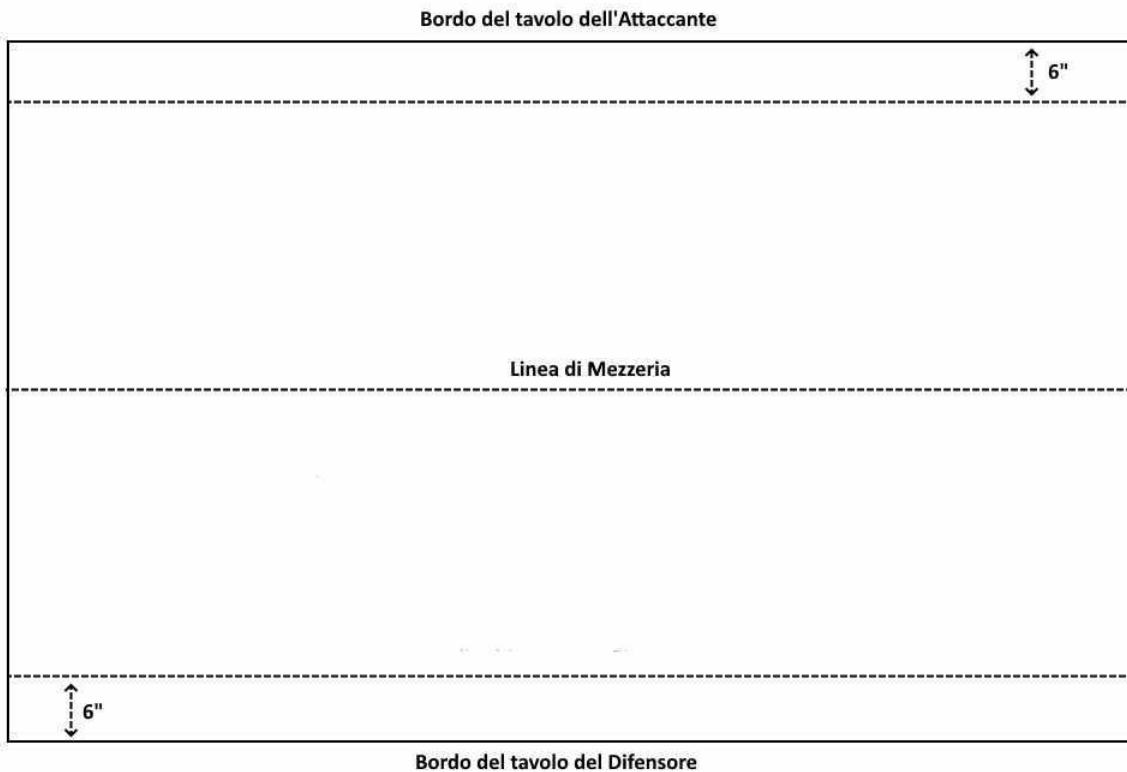 Bordo del tavolo dell'Attaccante
6"
Linea di Mezzeria
6"
Bordo del tavolo del Difensore